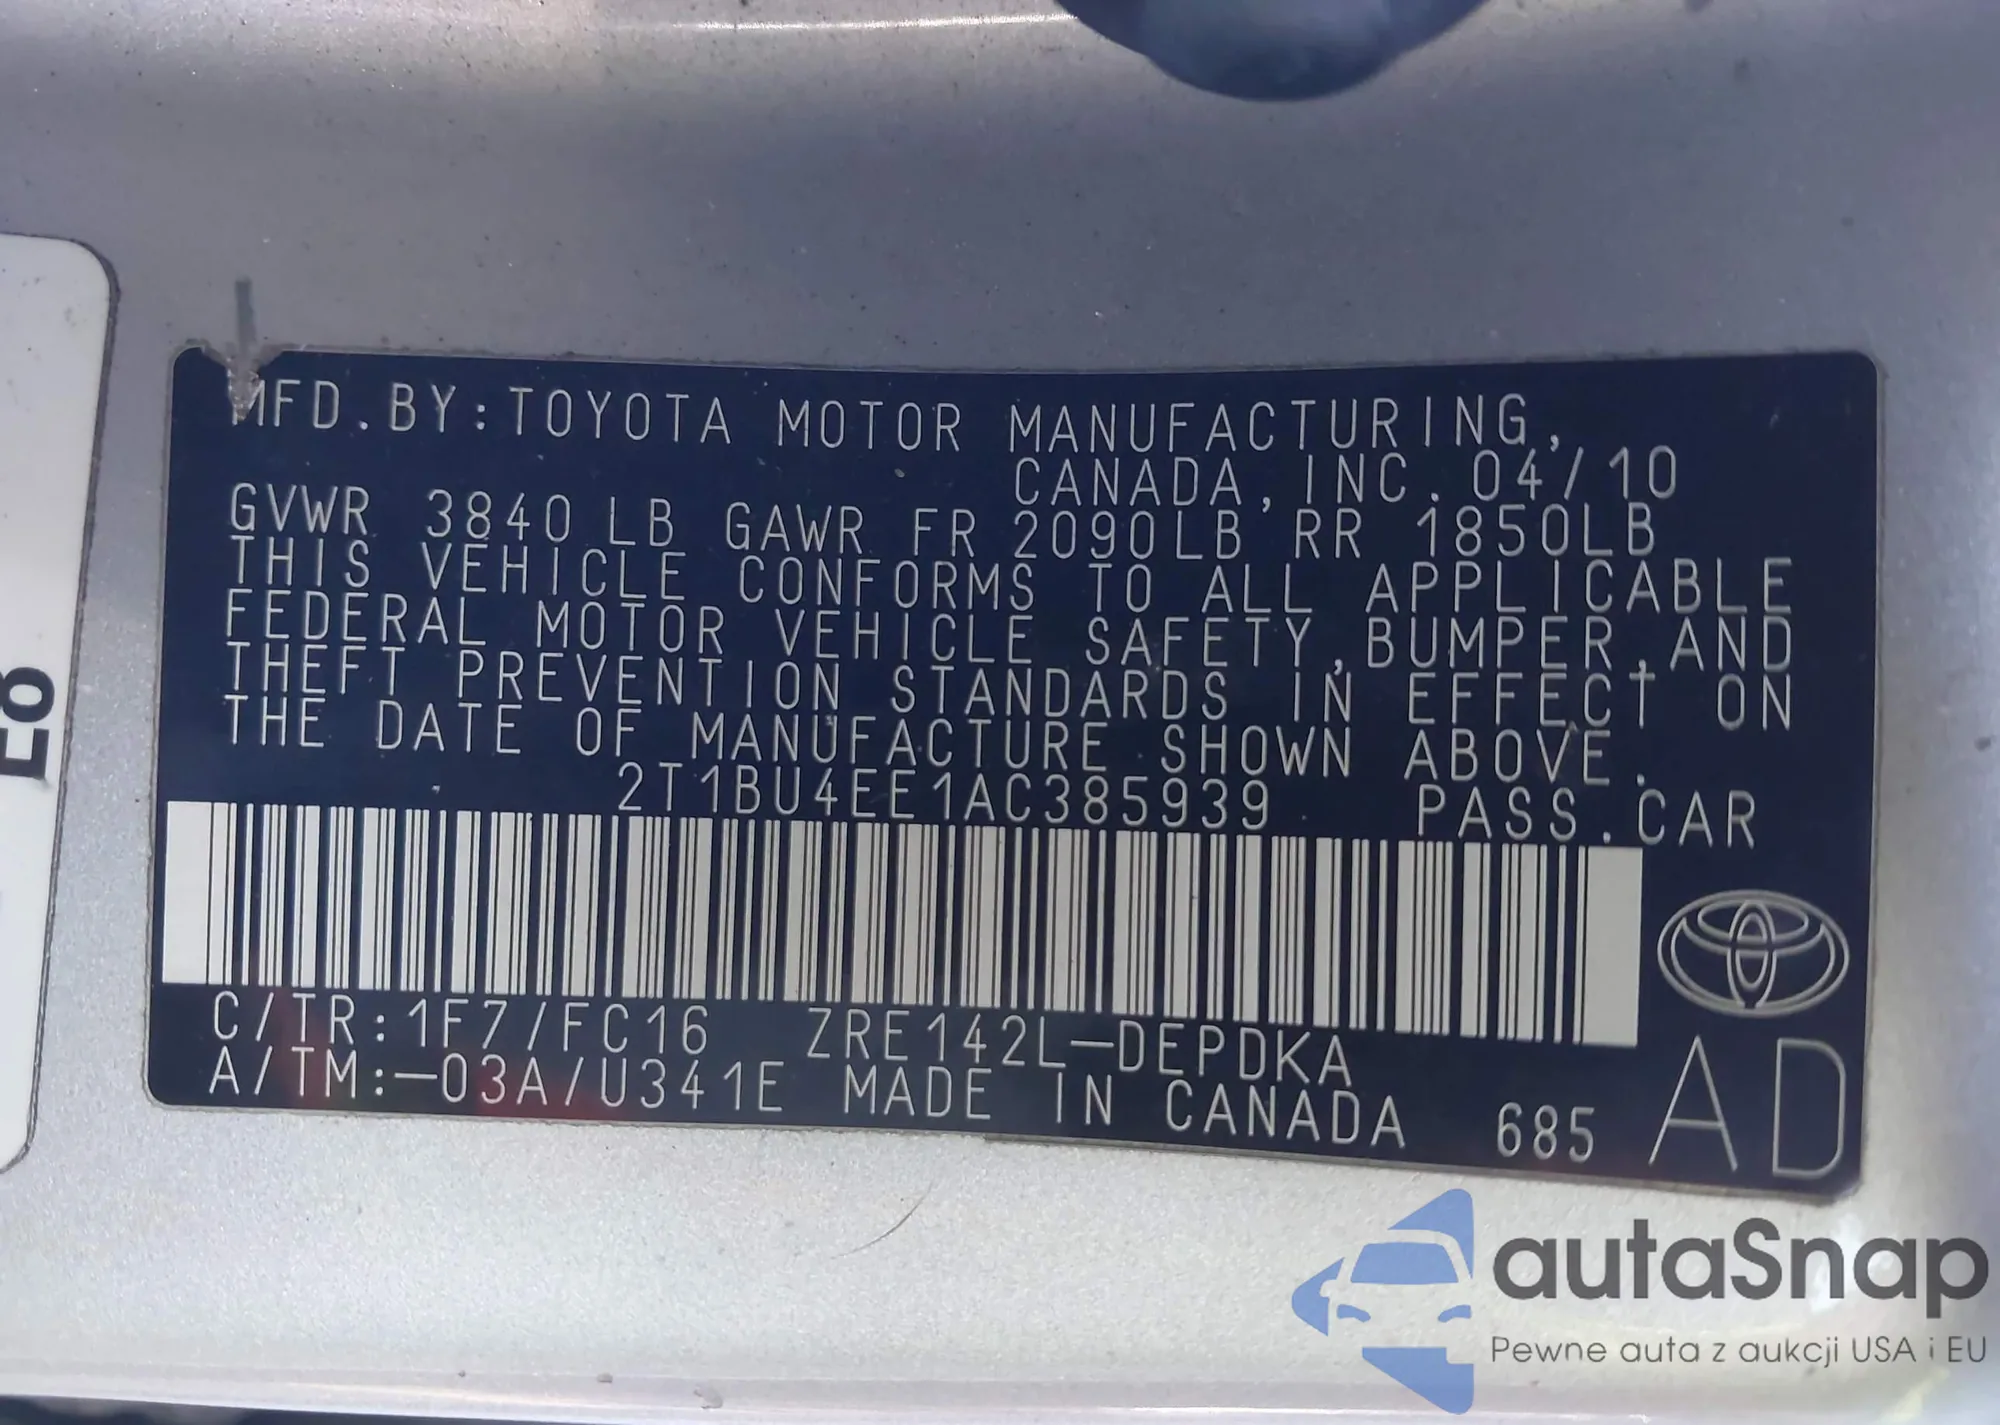 MFD.BY:TOYOTA MOTOR MANUFACTURING,
CANADA,INC. 04/10
GVWR 3840 LB GAWR FR 2090LB RR 1850LB
THIS VEHICLE CONFORMS TO ALL APPLICABLE
FEDERAL MOTOR VEHICLE SAFETY,BUMPER,AND
THEFT PREVENTION STANDARDS IN EFFECT ON
THE DATE OF MANUFACTURE SHOWN ABOVE.
2T1BU4EE1AC385939 PASS.CAR
C/TR:1F7/FC16 ZRE142L-DEPDKA
A/TM:-03A/U341E MADE IN CANADA 685 AD
E8
autaSnap
Pewne auta z aukcji USA i EU